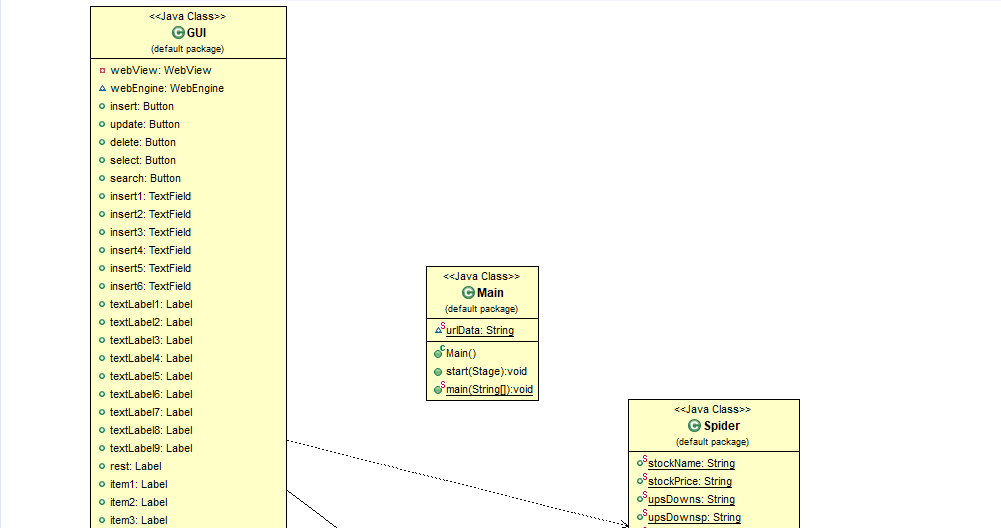 <<Java Class>>
GUI
(default package)
webView: WebView
webEngine: WebEngine
insert: Button
update: Button
delete: Button
select: Button
search: Button
insert1: TextField
insert2: TextField
insert3: TextField
insert4: TextField
insert5: TextField
insert6: TextField
textLabel1: Label
textLabel2: Label
textLabel3: Label
textLabel4: Label
textLabel5: Label
textLabel6: Label
textLabel7: Label
textLabel8: Label
textLabel9: Label
rest: Label
item1: Label
item2: Label
item3: Label
<<Java Class>>
Main
(default package)
urlData: String
Main()
start(Stage):void
main(String[]):void
<<Java Class>>
Spider
(default package)
stockName: String
stockPrice: String
upsDowns: String
upsDownsp: String